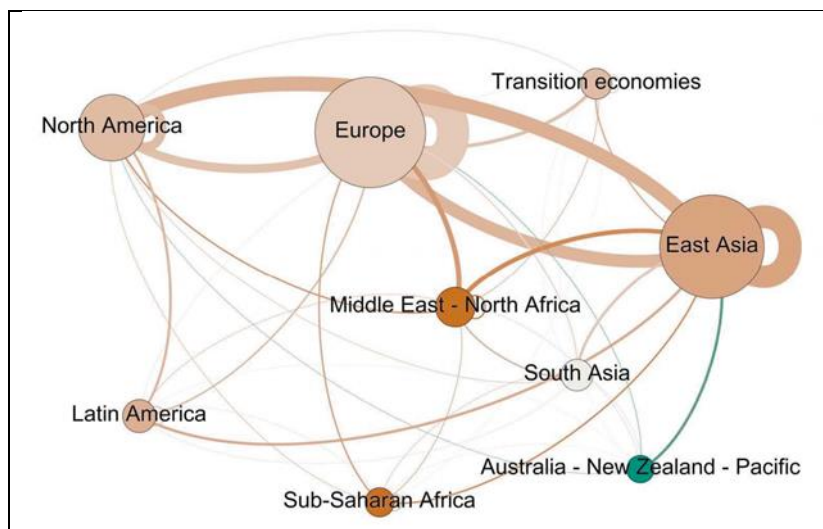 Transition economies
North America
Europe
East Asia
Middle East - North Africa
South Asia
Latin America
Australia - New Zealand - Pacific
Sub-Saharan Africa